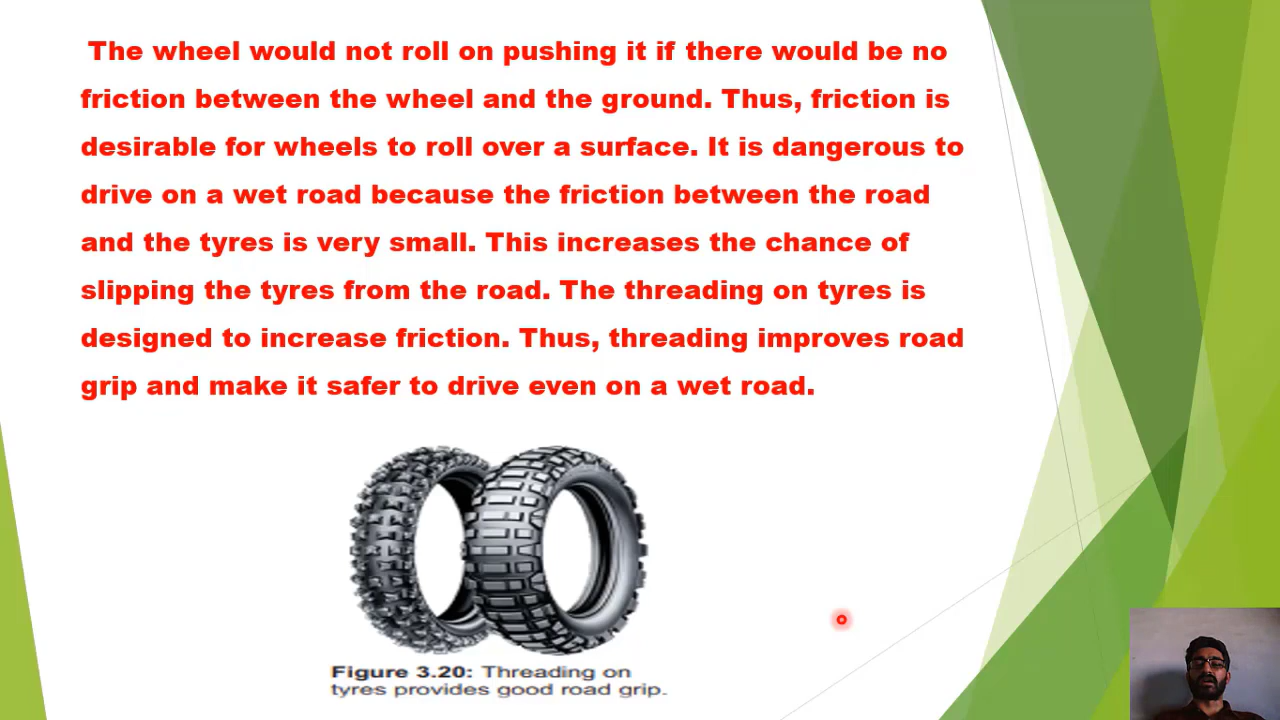 The wheel would not roll on pushing it if there would be no
friction between the wheel and the ground. Thus, friction is
desirable for wheels to roll over a surface. It is dangerous to
drive on a wet road because the friction between the road
and the tyres is very small. This increases the chance of
slipping the tyres from the road. The threading on tyres is
designed to increase friction. Thus, threading improves road
grip and make it safer to drive even on a wet road.
Figure 3.20: Threading on
tyres provides good road grip.